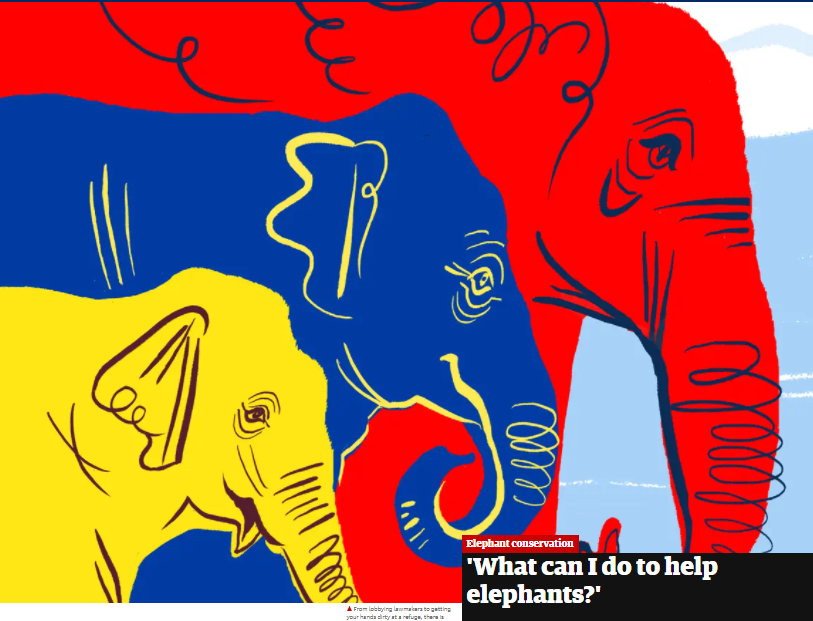 Elephant conservation
'What can I do to help
elephants?'
From lobbying lawmakers to getting
your hands dirty at a refuge, there is